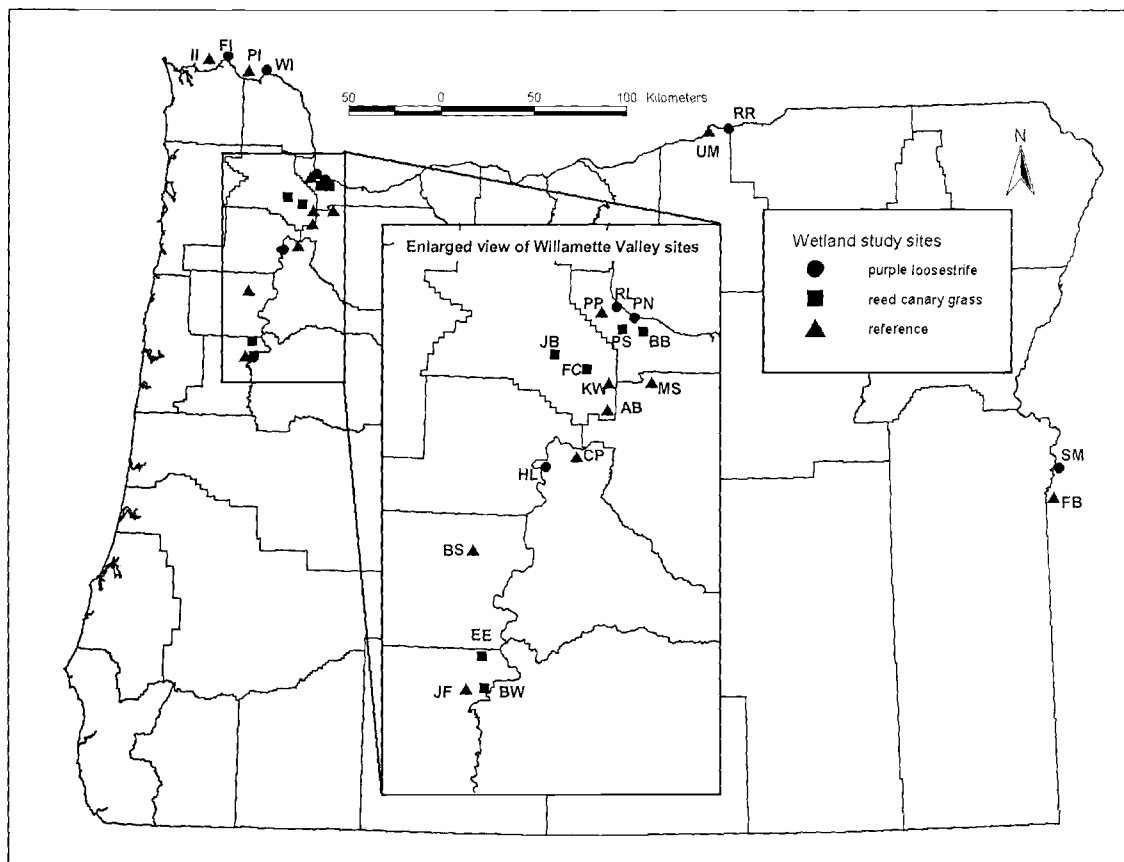 FI
II
PI
WI
50 0 50 100 Kilometers
RR
UM
N
Enlarged view of Willamette Valley sites
Wetland study sites
purple loosestrife
reed canary grass
reference
RI
PN
PP
PS
BB
JB
FC
KW
MS
AB
CP
HL
SM
FB
BS
EE
JF
BW